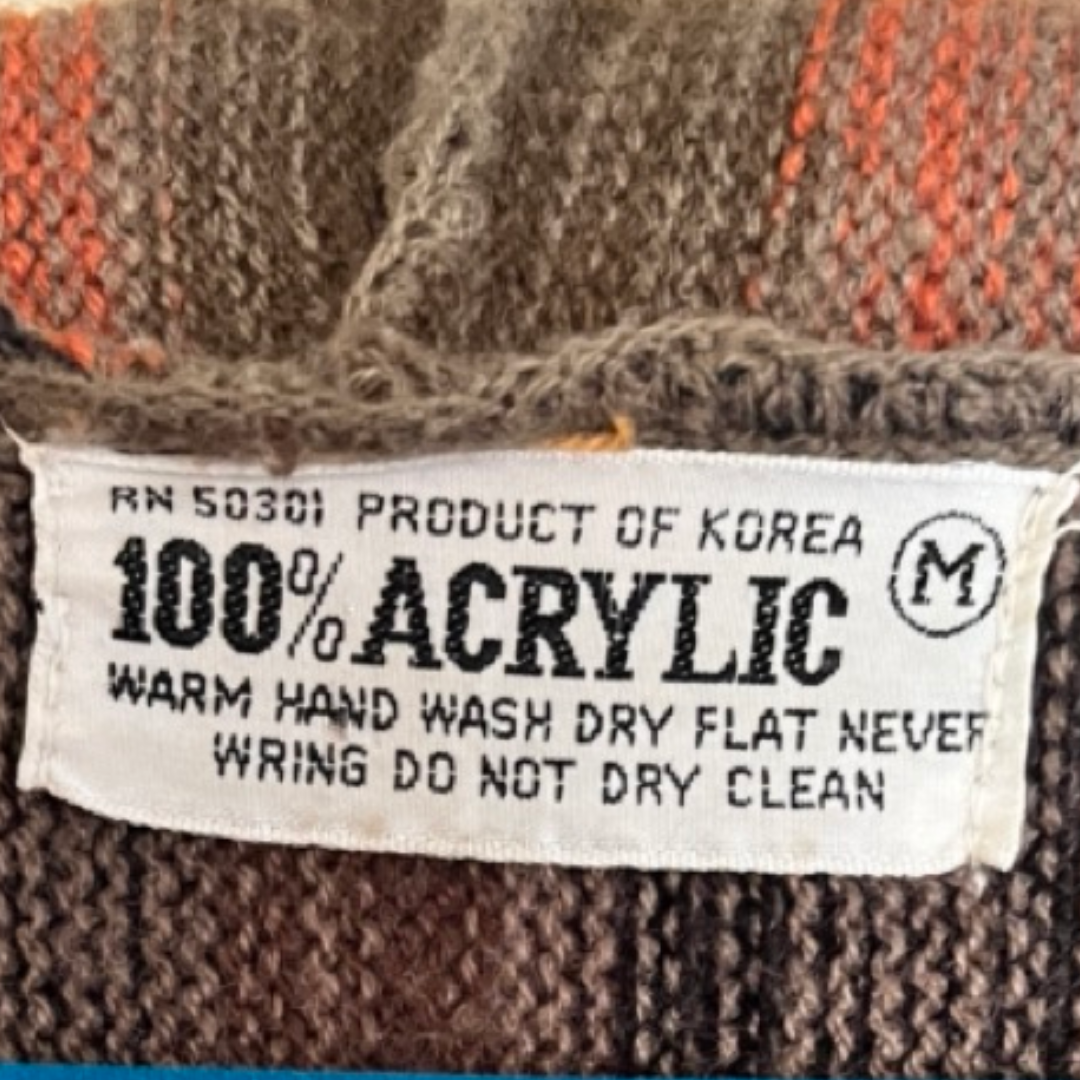 RN 50301 PRODUCT OF KOREA
M
100% ACRYLIC
WARM HAND WASH DRY FLAT NEVER
WRING DO NOT DRY CLEAN